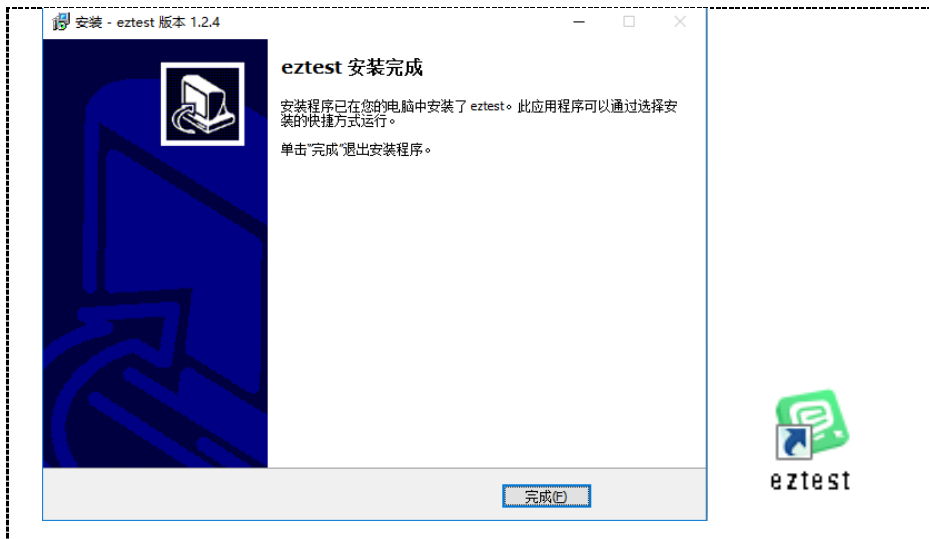 安装 - eztest 版本 1.2.4
eztest 安装完成
安装程序已在您的电脑中安装了 eztest。此应用程序可以通过选择安
装的快捷方式运行。
单击"完成"退出安装程序。
完成(F)
eztest